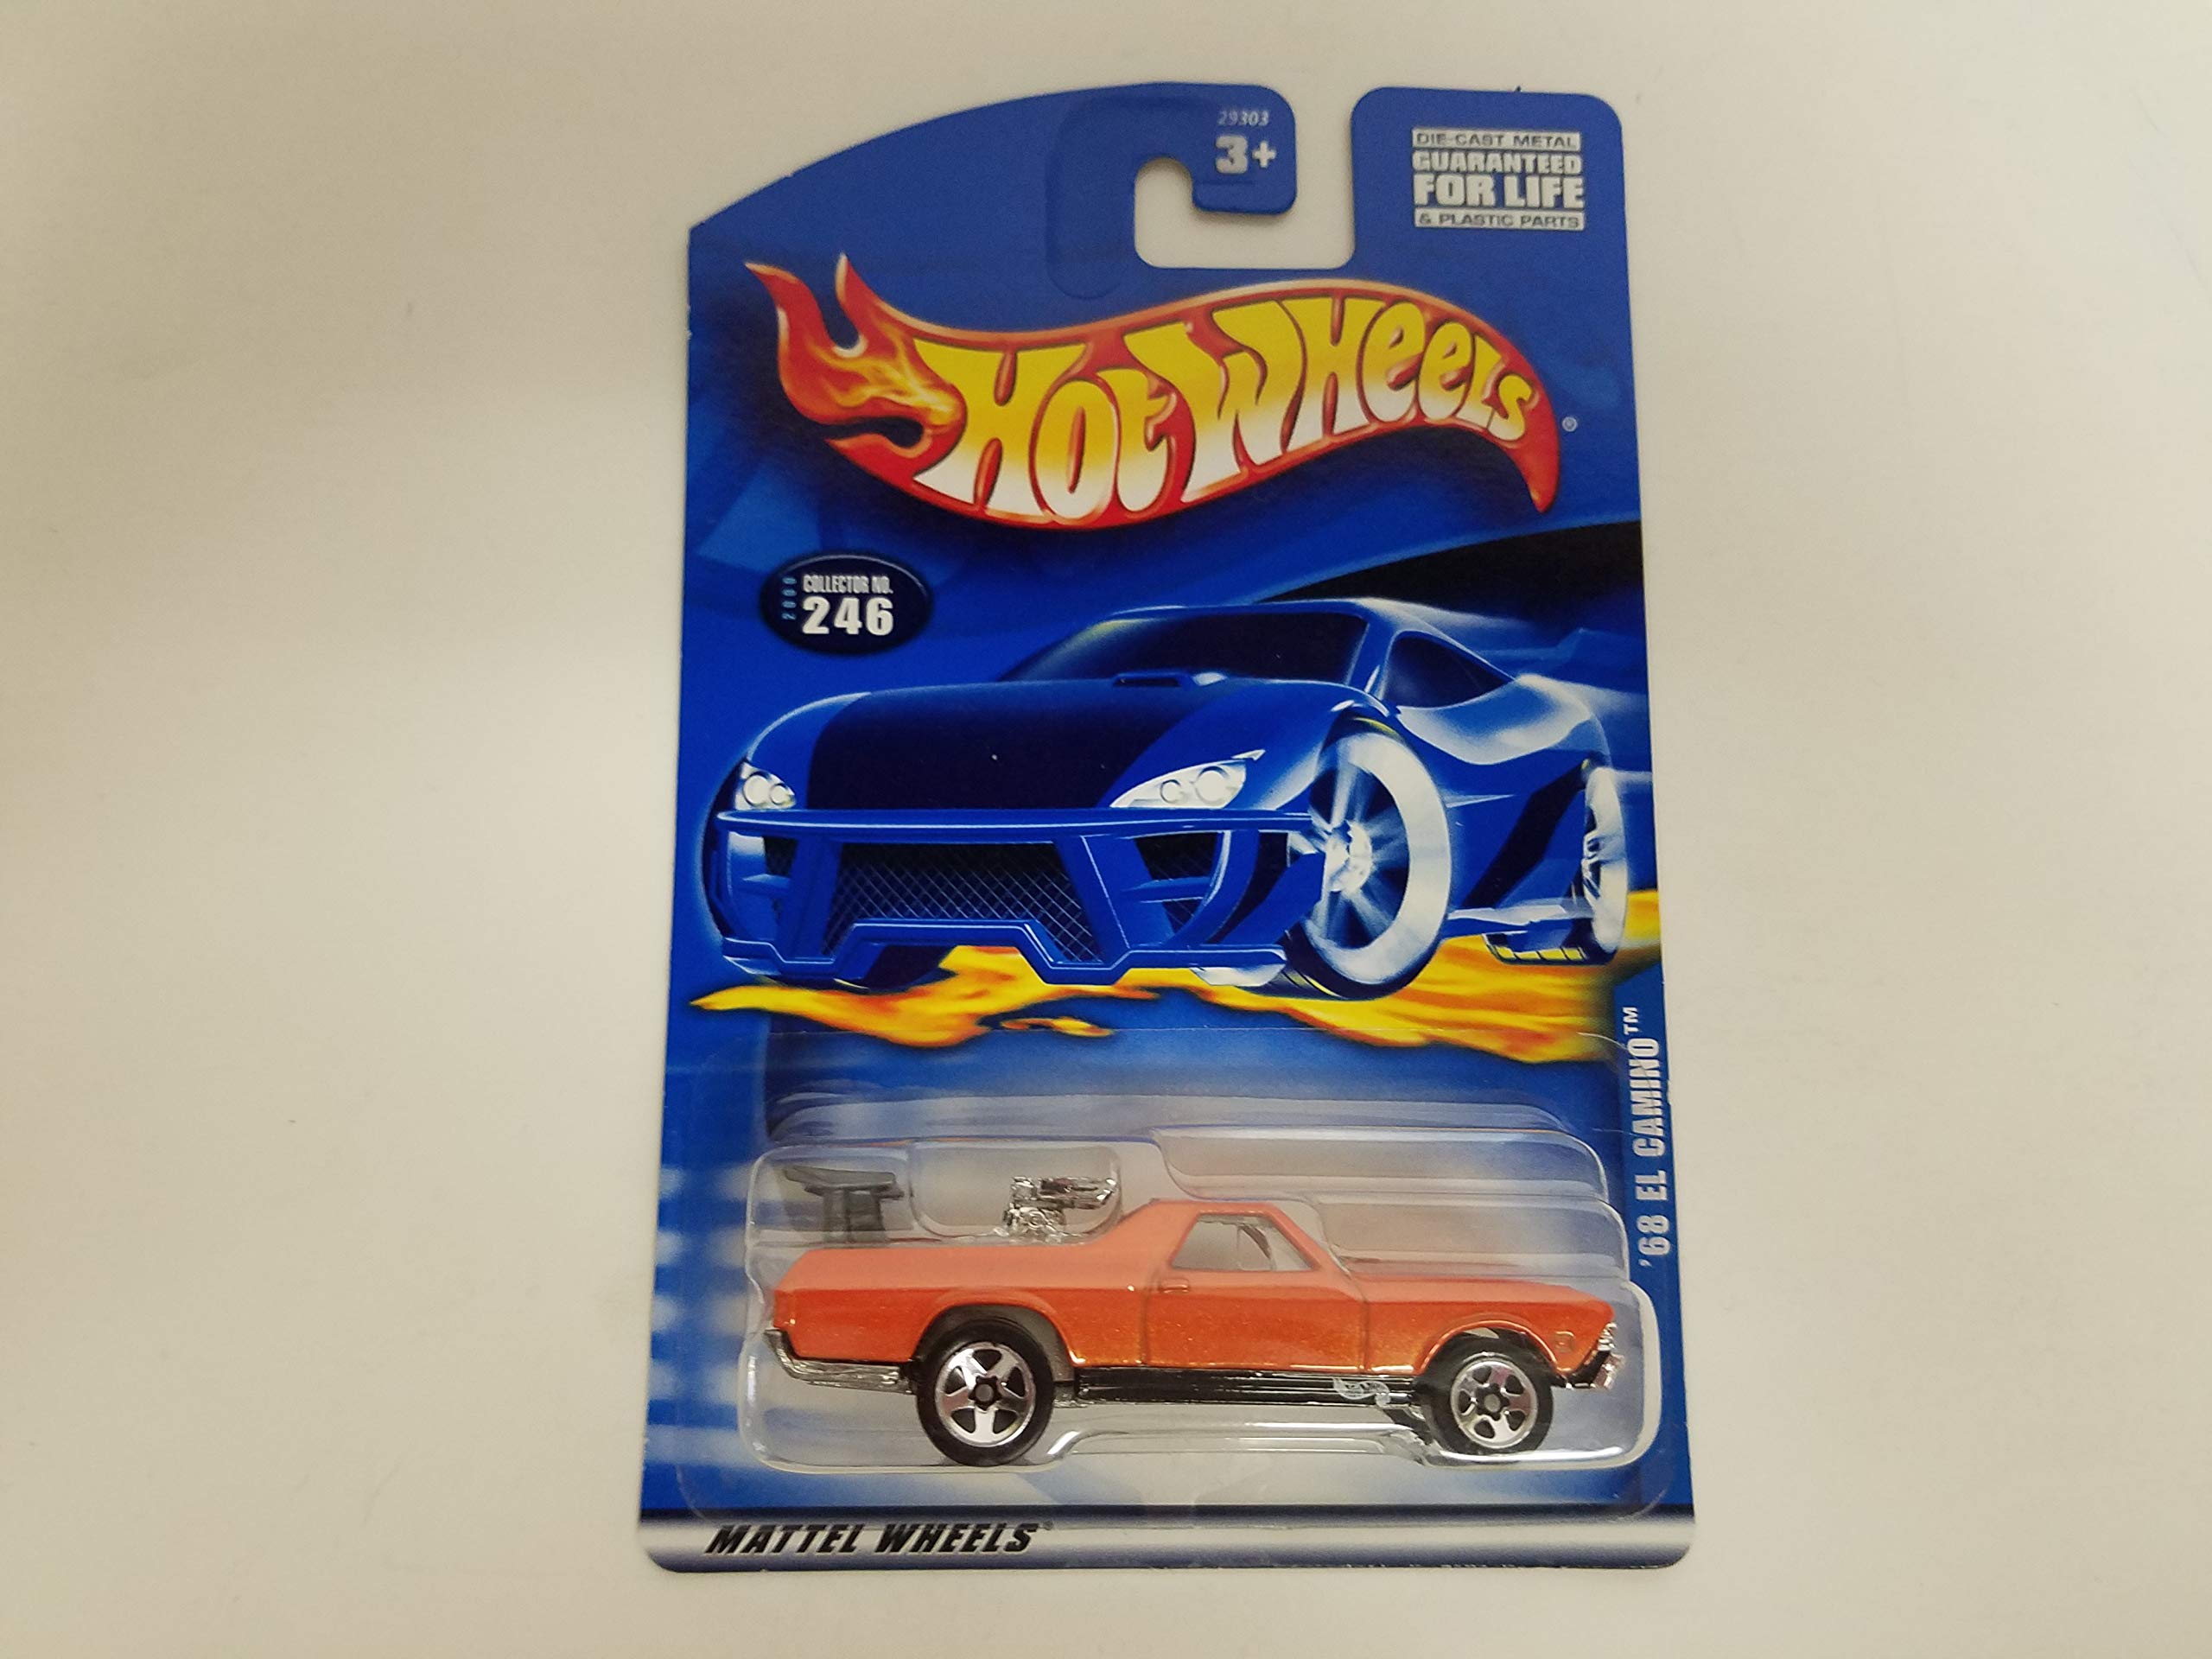 29303
3+
DIE-CAST METAL
GUARANTEED
FOR LIFE
& PLASTIC PARTS
HOT WHEELS ®
2000
COLLECTOR NO.
246
'68 EL CAMINO™
MATTEL WHEELS